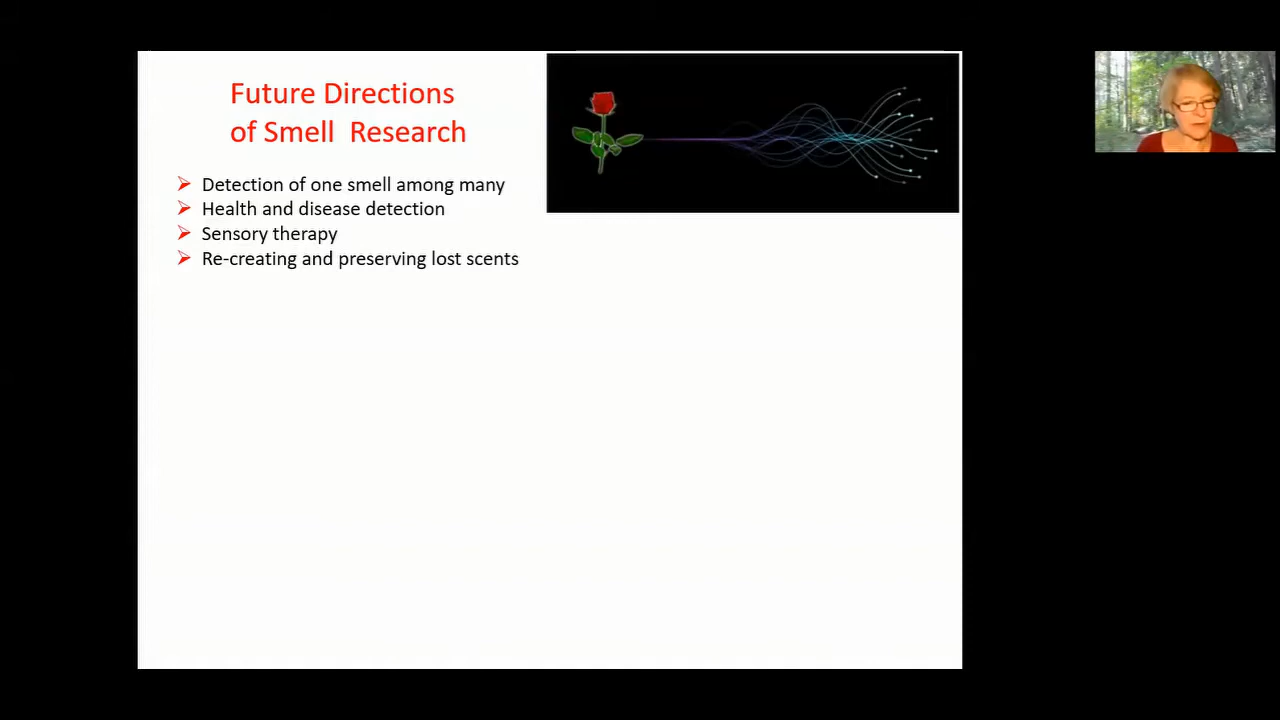 Future Directions
of Smell Research
Detection of one smell among many
Health and disease detection
Sensory therapy
Re-creating and preserving lost scents